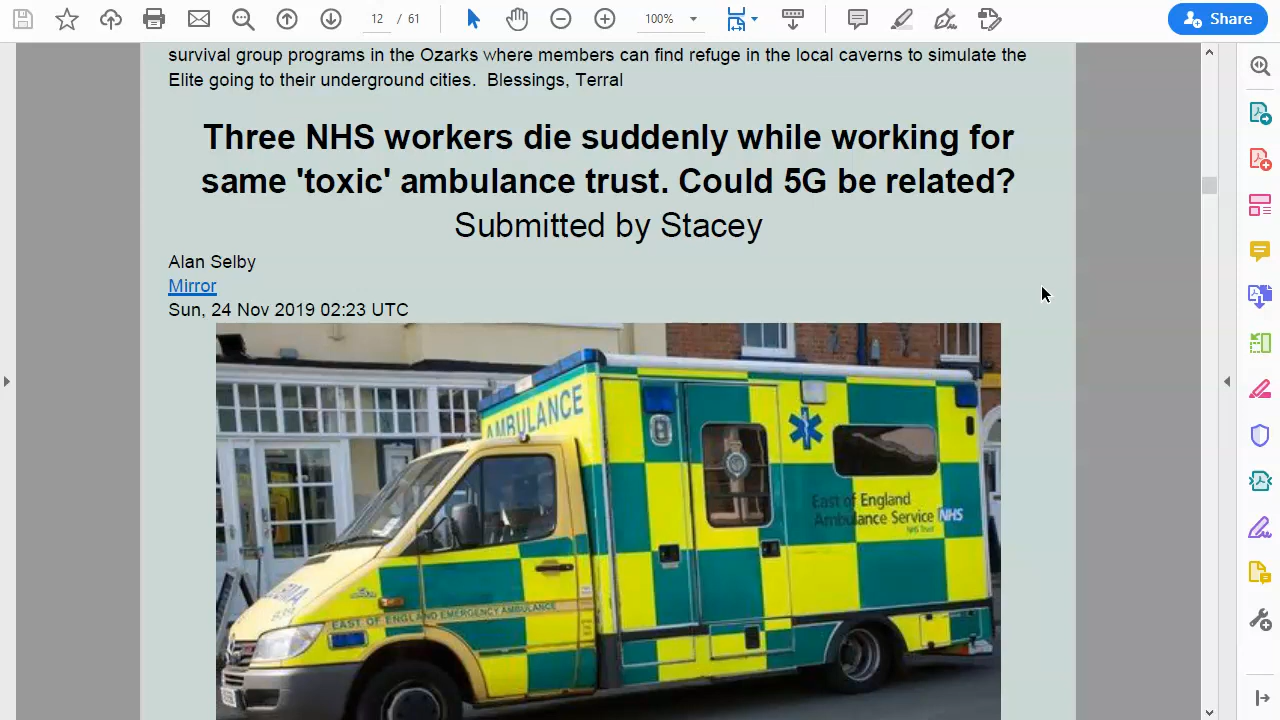 12 / 61
100%
Share
survival group programs in the Ozarks where members can find refuge in the local caverns to simulate the
Elite going to their underground cities.  Blessings, Terral
Three NHS workers die suddenly while working for
same 'toxic' ambulance trust. Could 5G be related?
Submitted by Stacey
Alan Selby
Mirror
Sun, 24 Nov 2019 02:23 UTC
AMBULANCE
East of England
Ambulance Service NHS
NHS Trust
EAST OF ENGLAND EMERGENCY AMBULANCE